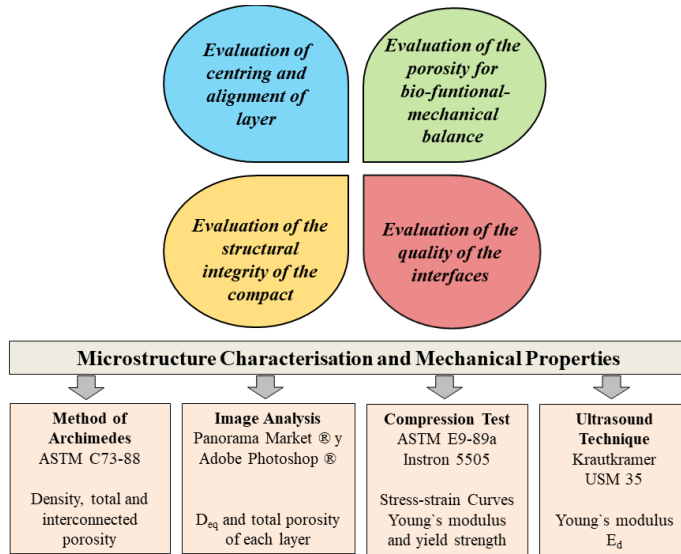 Evaluation of
centring and
alignment of
layer
Evaluation of the
porosity for
bio-funtional-
mechanical
balance
Evaluation of the
structural
integrity of the
compact
Evaluation of the
quality of the
interfaces
Microstructure Characterisation and Mechanical Properties
Method of
Archimedes
ASTM C73-88
Density, total and
interconnected
porosity
Image Analysis
Panorama Market ® y
Adobe Photoshop ®
D_eq and total porosity
of each layer
Compression Test
ASTM E9-89a
Instron 5505
Stress-strain Curves
Young`s modulus
and yield strength
Ultrasound
Technique
Krautkramer
USM 35
Young`s modulus
E_d